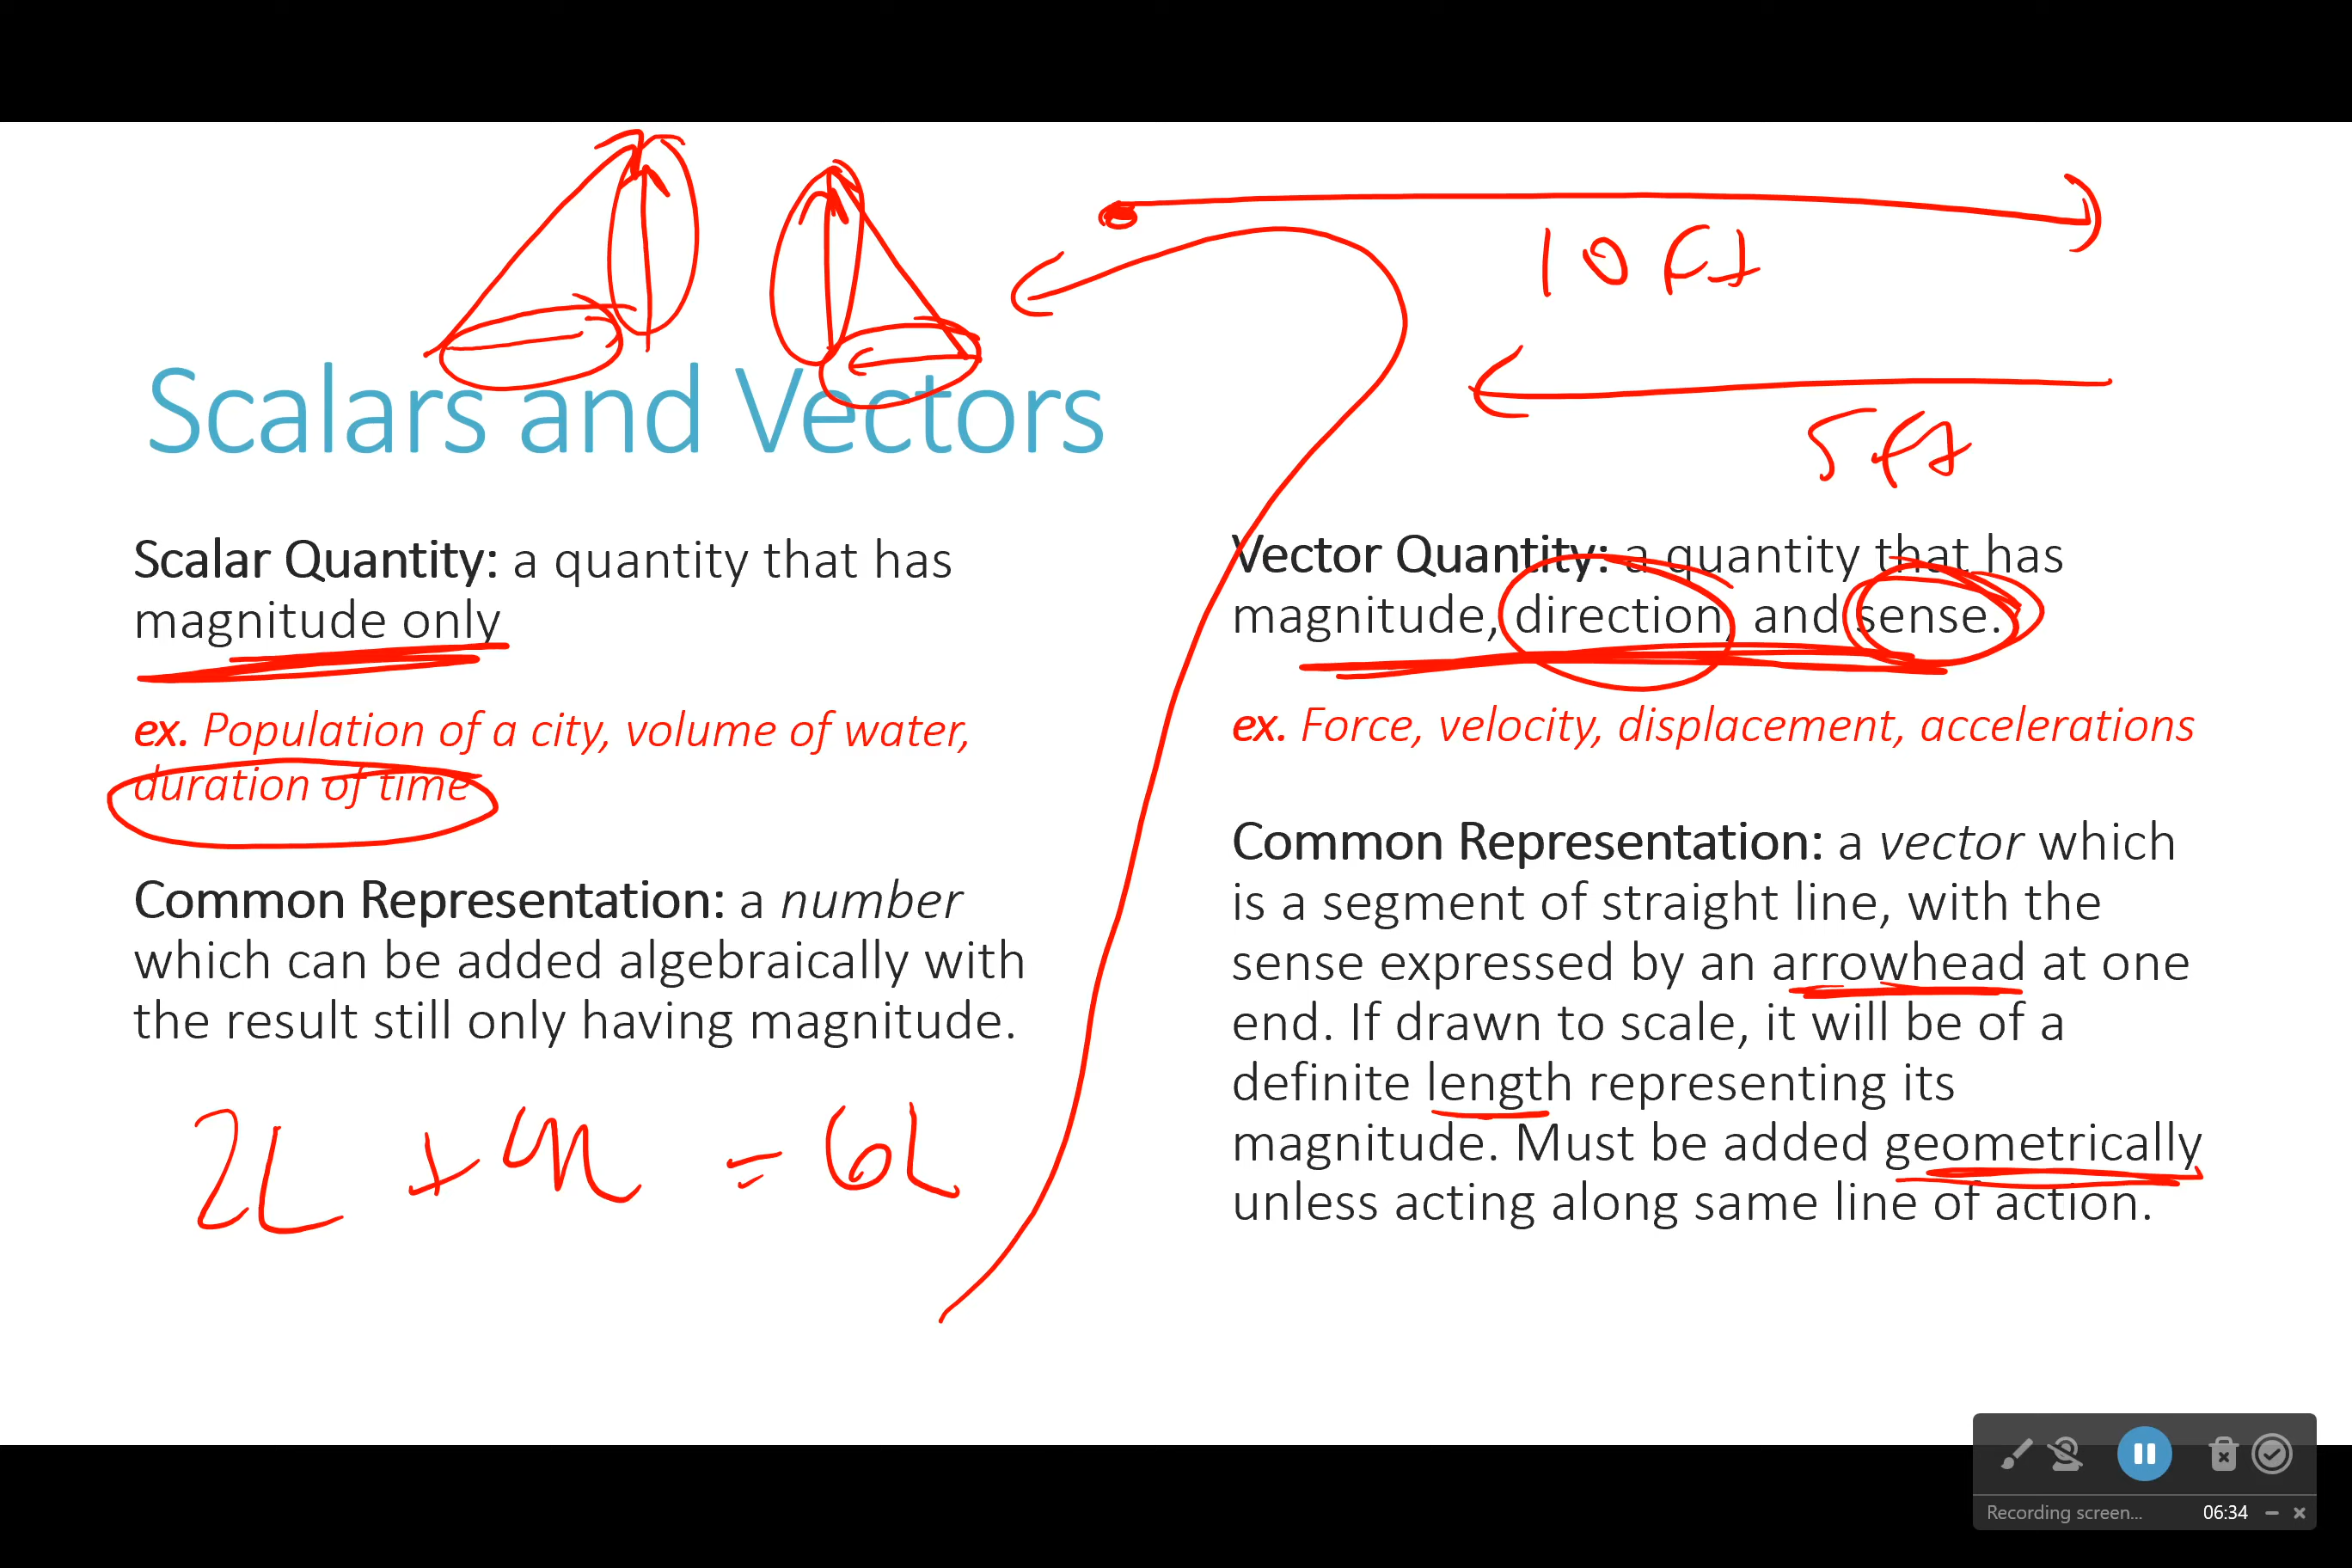 10 ft
5 ft
Scalars and Vectors
Scalar Quantity: a quantity that has
magnitude only
ex. Population of a city, volume of water,
duration of time
Common Representation: a number
which can be added algebraically with
the result still only having magnitude.
2L + 4L = 6L
Vector Quantity: a quantity that has
magnitude, direction, and sense.
ex. Force, velocity, displacement, accelerations
Common Representation: a vector which
is a segment of straight line, with the
sense expressed by an arrowhead at one
end. If drawn to scale, it will be of a
definite length representing its
magnitude. Must be added geometrically
unless acting along same line of action.
Recording screen... 06:34